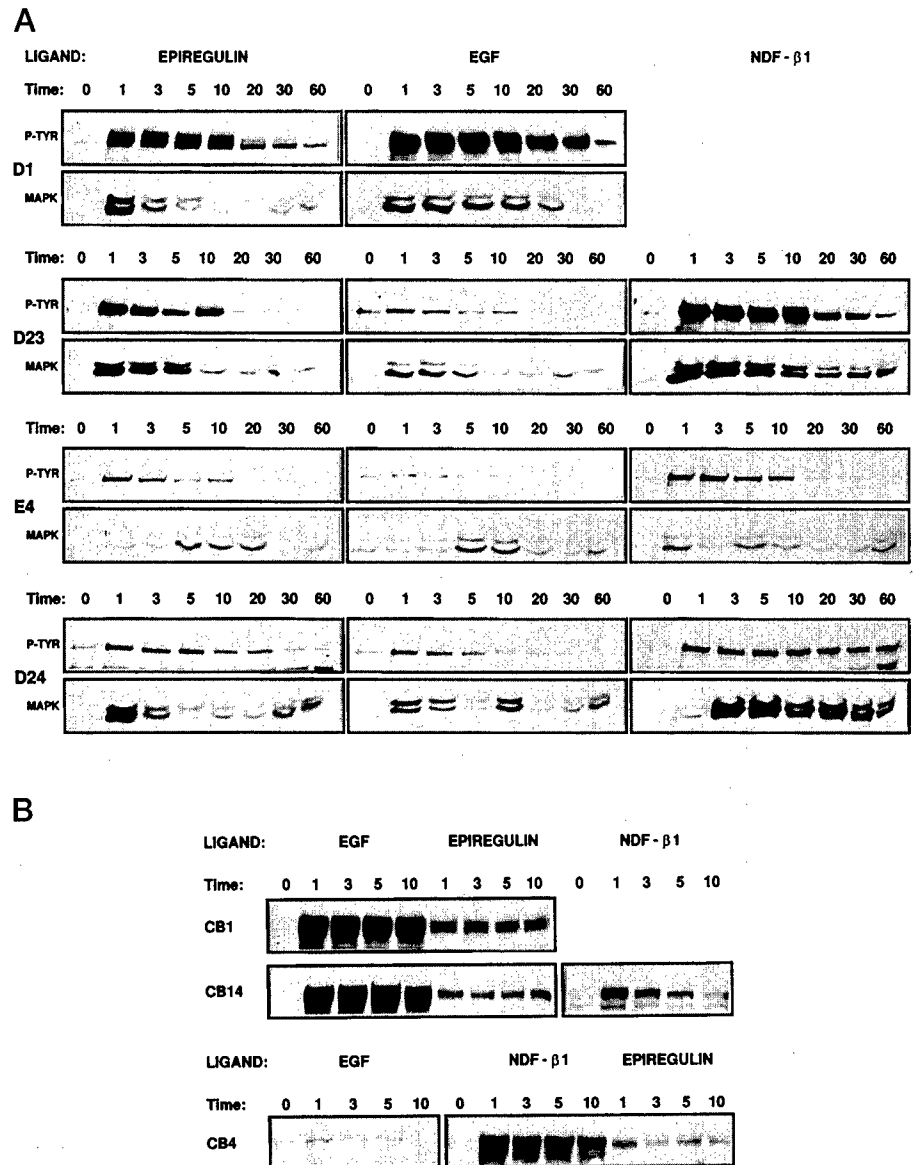 A
LIGAND: EPIREGULIN EGF NDF - β1
Time: 0 1 3 5 10 20 30 60 0 1 3 5 10 20 30 60
P-TYR
D1
MAPK
Time: 0 1 3 5 10 20 30 60 0 1 3 5 10 20 30 60 0 1 3 5 10 20 30 60
P-TYR
D23
MAPK
Time: 0 1 3 5 10 20 30 60 0 1 3 5 10 20 30 60 0 1 3 5 10 20 30 60
P-TYR
E4
MAPK
Time: 0 1 3 5 10 20 30 60 0 1 3 5 10 20 30 60 0 1 3 5 10 20 30 60
P-TYR
D24
MAPK
B
LIGAND: EGF EPIREGULIN NDF - β1
Time: 0 1 3 5 10 1 3 5 10 0 1 3 5 10
CB1
CB14
LIGAND: EGF NDF - β1 EPIREGULIN
Time: 0 1 3 5 10 0 1 3 5 10 1 3 5 10
CB4